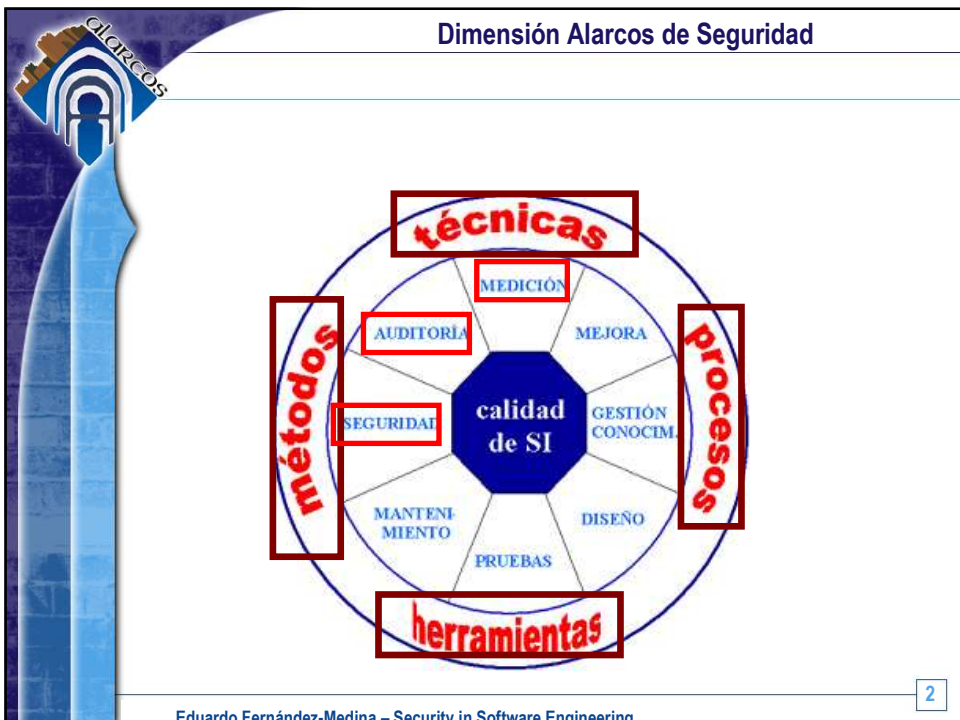 Dimensión Alarcos de Seguridad
alarcos
técnicas
MEDICIÓN
AUDITORÍA
MEJORA
métodos
procesos
SEGURIDAD
calidad
de SI
GESTIÓN
CONOCIM.
MANTENI-
MIENTO
DISEÑO
PRUEBAS
herramientas
2
Eduardo Fernández-Medina – Security in Software Engineering